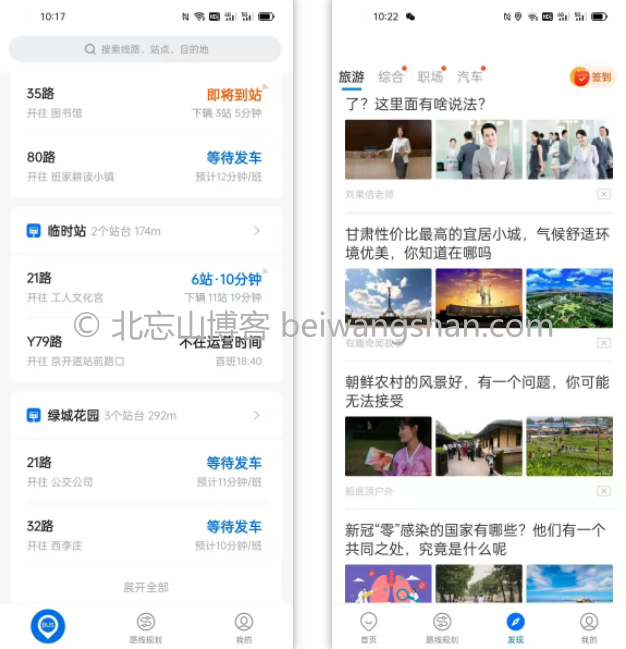 10:17
搜索线路、站点、目的地
35路
即将到站
开往 图书馆
下辆 3站 5分钟
80路
等待发车
开往 班家耕读小镇
预计12分钟/班
临时站 2个站台 174m
21路
6站·10分钟
开往 工人文化宫
下辆 11站 19分钟
Y79路
不在运营时间
开往 京开道站前路口
首班18:40
绿城花园 3个站台 292m
21路
等待发车
开往 公交公司
预计11分钟/班
32路
等待发车
开往 西李庄
预计10分钟/班
展开全部
BUS
路线规划
我的
10:22
旅游 综合 职场 汽车
签到
了？这里面有啥说法？
刘果倍老师
甘肃性价比最高的宜居小城，气候舒适环
境优美，你知道在哪吗
有趣奇闻故事
朝鲜农村的风景好，有一个问题，你可能
无法接受
船底顶户外
新冠“零”感染的国家有哪些？他们有一个
共同之处，究竟是什么呢
首页
路线规划
发现
我的
© 北忘山博客 beiwangshan.com